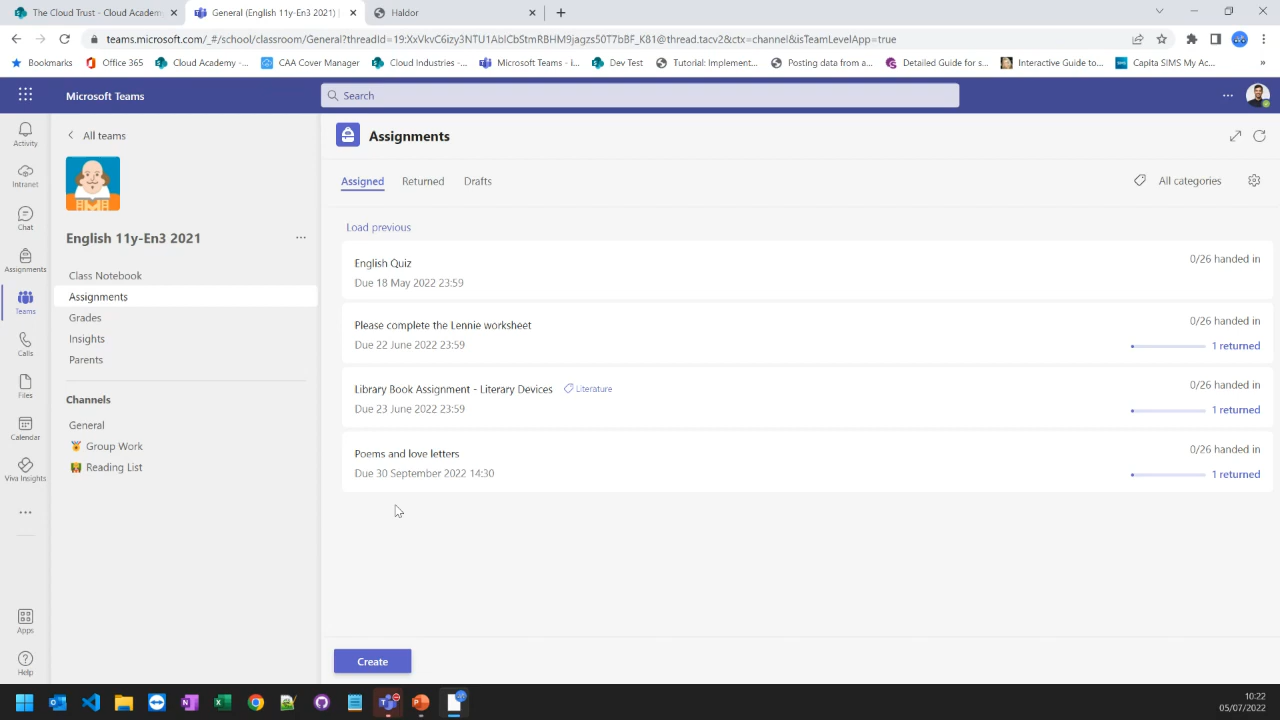 The Cloud Trust - Cloud Academ
General (English 11y-En3 2021) |
Haldor
teams.microsoft.com/_#/school/classroom/General?threadId=19:XxVkvC6izy3NTU1AblCbStmRBHM9jagzs50T7bBF_K81@thread.tacv2&ctx=channel&isTeamLevelApp=true
Bookmarks
Office 365
Cloud Academy -...
CAA Cover Manager
Cloud Industries -...
Microsoft Teams - i...
Dev Test
Tutorial: Implement...
Posting data from a...
Detailed Guide for s...
Interactive Guide to...
Capita SIMS My Ac...
»
Microsoft Teams
Search
Activity
Intranet
Chat
Assignments
Teams
Calls
Files
Calendar
Viva Insights
Apps
Help
All teams
English 11y-En3 2021
Class Notebook
Assignments
Grades
Insights
Parents
Channels
General
Group Work
Reading List
Assignments
Assigned
Returned
Drafts
All categories
Load previous
English Quiz
0/26 handed in
Due 18 May 2022 23:59
Please complete the Lennie worksheet
0/26 handed in
Due 22 June 2022 23:59
1 returned
Library Book Assignment - Literary Devices
Literature
0/26 handed in
Due 23 June 2022 23:59
1 returned
Poems and love letters
0/26 handed in
Due 30 September 2022 14:30
1 returned
Create
10:22
05/07/2022